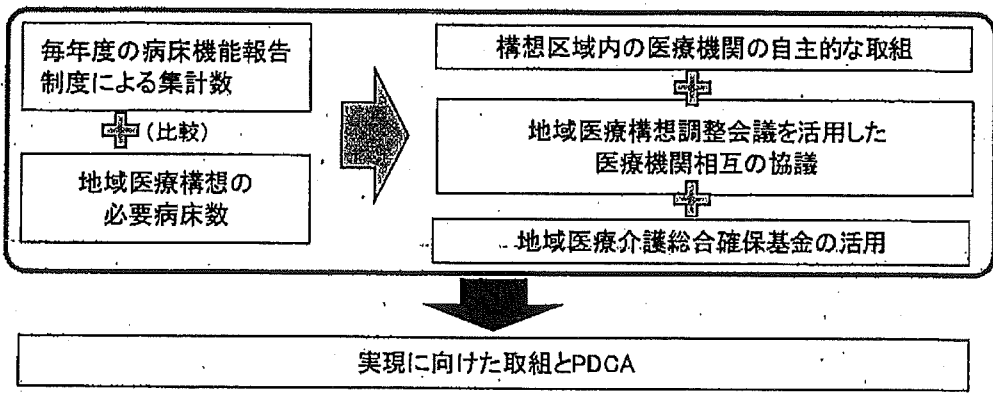 毎年度の病床機能報告
制度による集計数
(比較)
地域医療構想の
必要病床数
構想区域内の医療機関の自主的な取組
地域医療構想調整会議を活用した
医療機関相互の協議
地域医療介護総合確保基金の活用
実現に向けた取組とPDCA